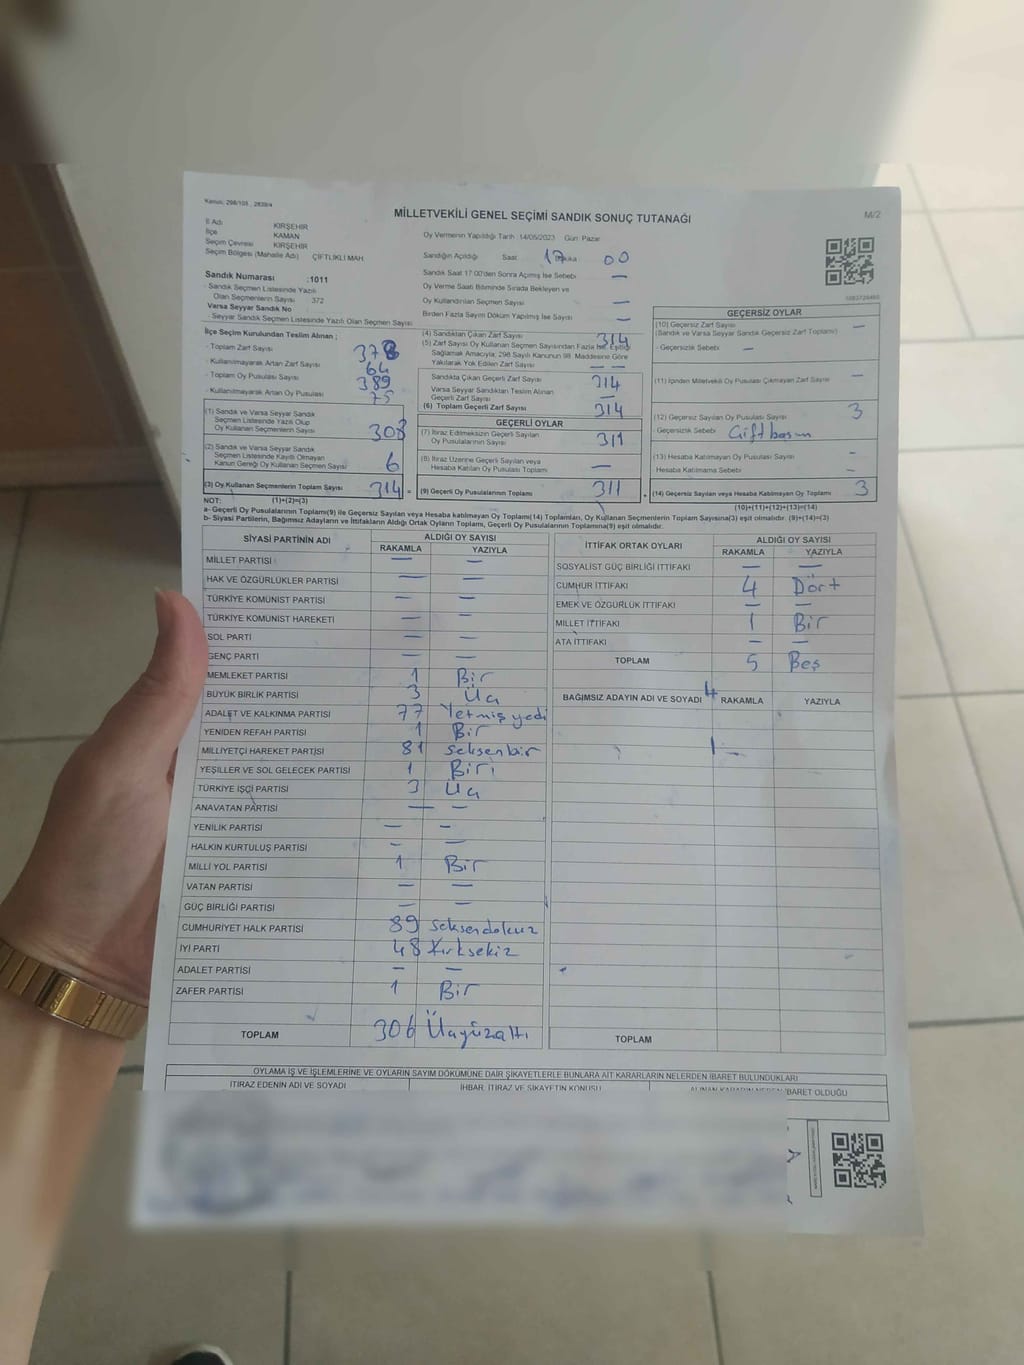 Kanun: 298/105 , 2839/4
MİLLETVEKİLİ GENEL SEÇİMİ SANDIK SONUÇ TUTANAĞI
M/2
İl Adı KIRŞEHİR
İlçe KAMAN
Seçim Çevresi KIRŞEHİR
Seçim Bölgesi (Mahalle Adı) ÇİFTLİKLİ MAH.
Sandık Numarası :1011
Sandık Seçmen Listesinde Yazılı
Olan Seçmenlerin Sayısı 372
Varsa Seyyar Sandık No
Seyyar Sandık Seçmen Listesinde Yazılı Olan Seçmen Sayısı
Oy Vermenin Yapıldığı Tarih : 14/05/2023 Gün: Pazar
Sandığın Açıldığı Saat 17 00
Sandık Saat 17:00'den Sonra Açılmış İse Sebebi —
Oy Verme Saati Bitiminde Sırada Bekleyen ve
Oy Kullandırılan Seçmen Sayısı —
Birden Fazla Sayım Döküm Yapılmış İse Sayısı —
İlçe Seçim Kurulundan Teslim Alınan ;
- Toplam Zarf Sayısı 378
- Kullanılmayarak Artan Zarf Sayısı 64
- Toplam Oy Pusulası Sayısı 389
- Kullanılmayarak Artan Oy Pusulası 75
(1) Sandık ve Varsa Seyyar Sandık
Seçmen Listesinde Yazılı Olup
Oy Kullanan Seçmenlerin Sayısı 308
(2) Sandık ve Varsa Seyyar Sandık
Seçmen Listesinde Kayıtlı Olmayan
Kanun Gereği Oy Kullanan Seçmen Sayısı 6
(3) Oy Kullanan Seçmenlerin Toplam Sayısı 314 =
(1)+(2)=(3)
(4) Sandıktan Çıkan Zarf Sayısı 314
(5) Zarf Sayısı Oy Kullanan Seçmen Sayısından Fazla İse, Eşitliği
Sağlamak Amacıyla; 298 Sayılı Kanunun 98. Maddesine Göre
Yakılarak Yok Edilen Zarf Sayısı — —
Sandıkta Çıkan Geçerli Zarf Sayısı 314
Varsa Seyyar Sandıktan Teslim Alınan
Geçerli Zarf Sayısı —
(6) Toplam Geçerli Zarf Sayısı 314
GEÇERLİ OYLAR
(7) İtiraz Edilmeksizin Geçerli Sayılan
Oy Pusulalarının Sayısı 311
(8) İtiraz Üzerine Geçerli Sayılan veya
Hesaba Katılan Oy Pusulası Toplamı —
(9) Geçerli Oy Pusulalarının Toplamı 311 +
GEÇERSİZ OYLAR
(10) Geçersiz Zarf Sayısı —
(Sandık ve Varsa Seyyar Sandık Geçersiz Zarf Toplamı)
- Geçersizlik Sebebi —
(11) İçinden Milletvekili Oy Pusulası Çıkmayan Zarf Sayısı —
(12) Geçersiz Sayılan Oy Pusulası Sayısı 3
- Geçersizlik Sebebi Çift basım
(13) Hesaba Katılmayan Oy Pusulası Sayısı —
Hesaba Katılmama Sebebi —
(14) Geçersiz Sayılan veya Hesaba Katılmayan Oy Toplamı 3
(10)+(11)+(12)+(13)=(14)
NOT:
a- Geçerli Oy Pusulalarının Toplamı(9) ile Geçersiz Sayılan veya Hesaba katılmayan Oy Toplamı(14) Toplamları, Oy Kullanan Seçmenlerin Toplam Sayısına(3) eşit olmalıdır. (9)+(14)=(3)
b- Siyasi Partilerin, Bağımsız Adayların ve İttifakların Aldığı Ortak Oyların Toplamı, Geçerli Oy Pusulalarının Toplamına(9) eşit olmalıdır.
SİYASİ PARTİNİN ADI ALDIĞI OY SAYISI
RAKAMLA YAZIYLA
MİLLET PARTİSİ — —
HAK VE ÖZGÜRLÜKLER PARTİSİ — —
TÜRKİYE KOMÜNİST PARTİSİ — —
TÜRKİYE KOMÜNİST HAREKETİ — —
SOL PARTİ — —
GENÇ PARTİ — —
MEMLEKET PARTİSİ 1 Bir
BÜYÜK BİRLİK PARTİSİ 3 Üç
ADALET VE KALKINMA PARTİSİ 77 Yetmiş yedi
YENİDEN REFAH PARTİSİ 1 Bir
MİLLİYETÇİ HAREKET PARTİSİ 81 Seksen bir
YEŞİLLER VE SOL GELECEK PARTİSİ 1 Biri
TÜRKİYE İŞÇİ PARTİSİ 3 Üç
ANAVATAN PARTİSİ — —
YENİLİK PARTİSİ — —
HALKIN KURTULUŞ PARTİSİ — —
MİLLİ YOL PARTİSİ 1 Bir
VATAN PARTİSİ — —
GÜÇ BİRLİĞİ PARTİSİ — —
CUMHURİYET HALK PARTİSİ 89 Seksendokuz
İYİ PARTİ 48 Kırksekiz
ADALET PARTİSİ — —
ZAFER PARTİSİ 1 Bir
TOPLAM 306 Üçyüzaltı
İTTİFAK ORTAK OYLARI ALDIĞI OY SAYISI
RAKAMLA YAZIYLA
SOSYALİST GÜÇ BİRLİĞİ İTTİFAKI — —
CUMHUR İTTİFAKI 4 Dört
EMEK VE ÖZGÜRLÜK İTTİFAKI — —
MİLLET İTTİFAKI 1 Bir
ATA İTTİFAKI — —
TOPLAM 5 Beş
BAĞIMSIZ ADAYIN ADI VE SOYADI 4 RAKAMLA YAZIYLA
TOPLAM
OYLAMA İŞ VE İŞLEMLERİNE VE OYLARIN SAYIM DÖKÜMÜNE DAİR ŞİKAYETLERLE BUNLARA AİT KARARLARIN NELERDEN İBARET BULUNDUKLARI
İTİRAZ EDENİN ADI VE SOYADI İHBAR, İTİRAZ VE ŞİKAYETİN KONUSU ALINAN KARARIN NEDEN İBARET OLDUĞU